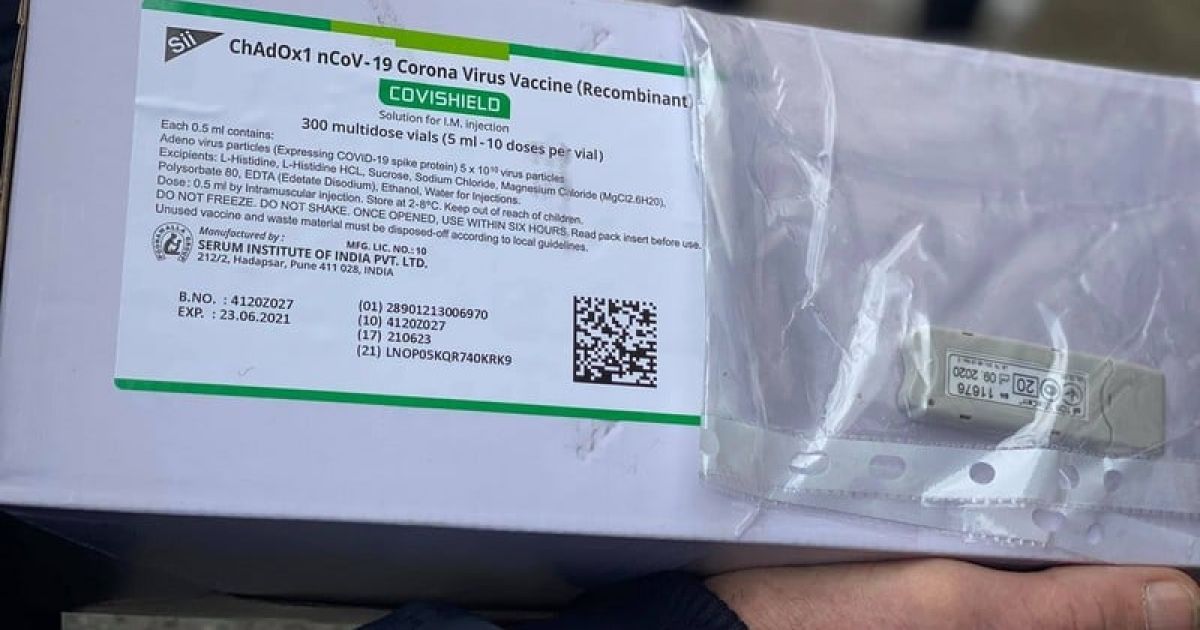 sii
ChAdOx1 nCoV-19 Corona Virus Vaccine (Recombinant)
COVISHIELD
Solution for I.M. injection
300 multidose vials (5 ml - 10 doses per vial)
Each 0.5 ml contains:
Adeno virus particles (Expressing COVID-19 spike protein) 5 x 10¹⁰ virus particles
Excipients: L-Histidine, L-Histidine HCL, Sucrose, Sodium Chloride, Magnesium Chloride (MgCl2.6H20),
Polysorbate 80, EDTA (Edetate Disodium), Ethanol, Water for Injections.
Dose: 0.5 ml by Intramuscular injection. Store at 2-8°C. Keep out of reach of children.
DO NOT FREEZE. DO NOT SHAKE. ONCE OPENED, USE WITHIN SIX HOURS. Read pack insert before use.
Unused vaccine and waste material must be disposed-off according to local guidelines.
Manufactured by: MFG. LIC. NO.: 10
SERUM INSTITUTE OF INDIA PVT. LTD.
212/2, Hadapsar, Pune 411 028, INDIA
B.NO. : 4120Z027
EXP. : 23.06.2021
(01) 28901213006970
(10) 4120Z027
(17) 210623
(21) LNOP05KQR740KRK9
20 09. 2020
SN 11676